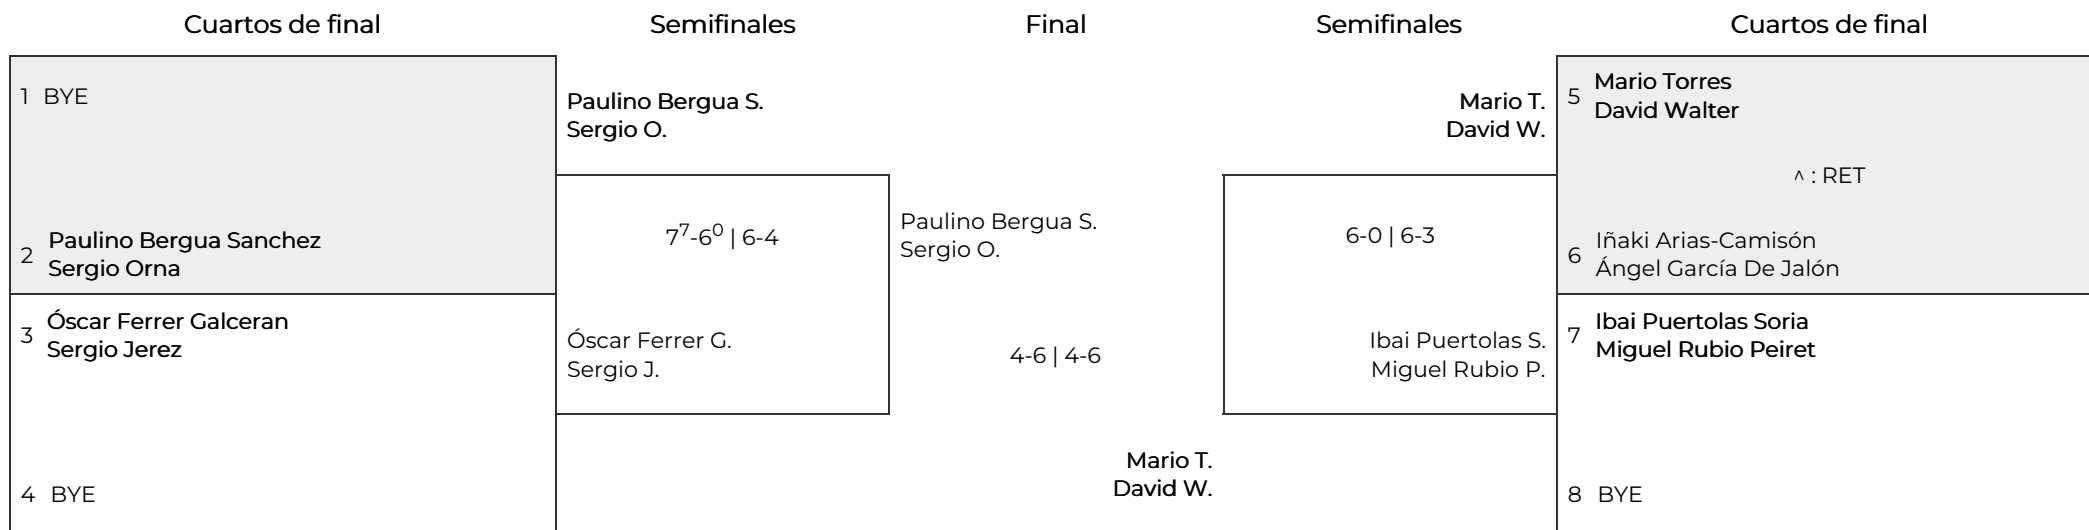 Cuartos de final
Semifinales
Final
Semifinales
Cuartos de final
1 BYE
2 Paulino Bergua Sanchez
Sergio Orna
3 Óscar Ferrer Galceran
Sergio Jerez
4 BYE
Paulino Bergua S.
Sergio O.
7⁷-6⁰ | 6-4
Óscar Ferrer G.
Sergio J.
Paulino Bergua S.
Sergio O.
4-6 | 4-6
Mario T.
David W.
Mario T.
David W.
6-0 | 6-3
Ibai Puertolas S.
Miguel Rubio P.
5 Mario Torres
David Walter
^ : RET
6 Iñaki Arias-Camisón
Ángel García De Jalón
7 Ibai Puertolas Soria
Miguel Rubio Peiret
8 BYE